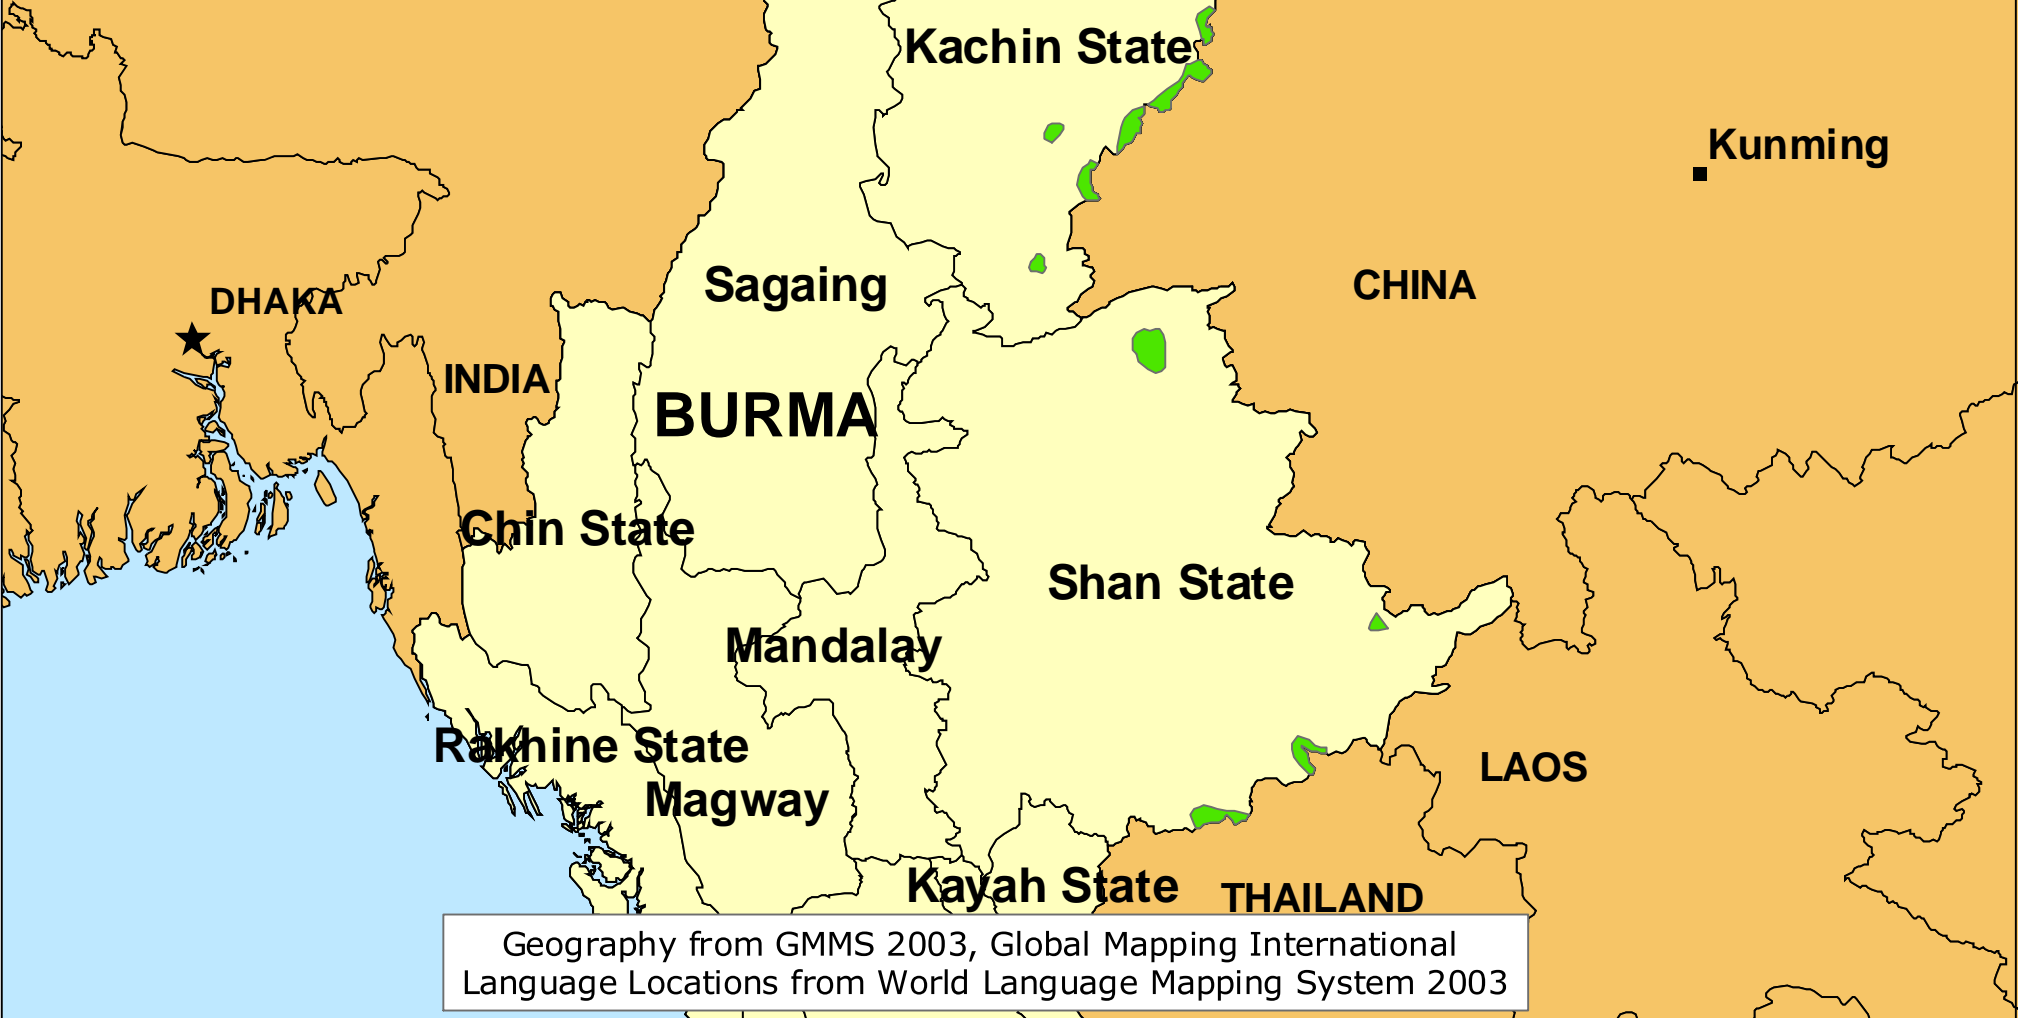 Kachin State
Kunming
Sagaing
CHINA
DHAKA
INDIA
BURMA
Chin State
Shan State
Mandalay
Rakhine State
LAOS
Magway
Kayah State
THAILAND
Geography from GMMS 2003, Global Mapping International
Language Locations from World Language Mapping System 2003